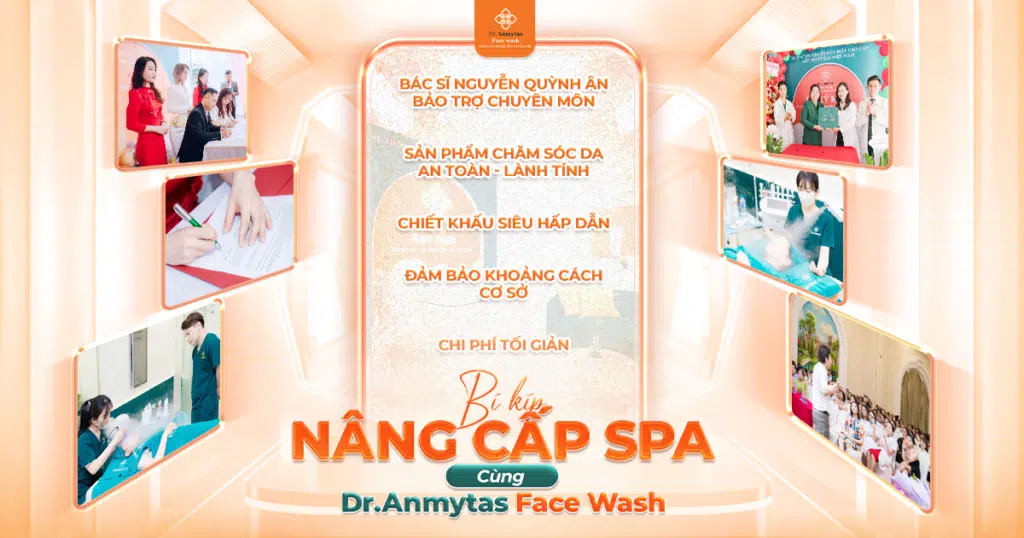 Dr.Anmytas
Face wash
BÁC SĨ NGUYỄN QUỲNH ÂN
BẢO TRỢ CHUYÊN MÔN
SẢN PHẨM CHĂM SÓC DA
AN TOÀN - LÀNH TÍNH
CHIẾT KHẤU SIÊU HẤP DẪN
ĐẢM BẢO KHOẢNG CÁCH
CƠ SỞ
CHI PHÍ TỐI GIẢN
Bí kíp
NÂNG CẤP SPA
Cùng
Dr.Anmytas Face Wash